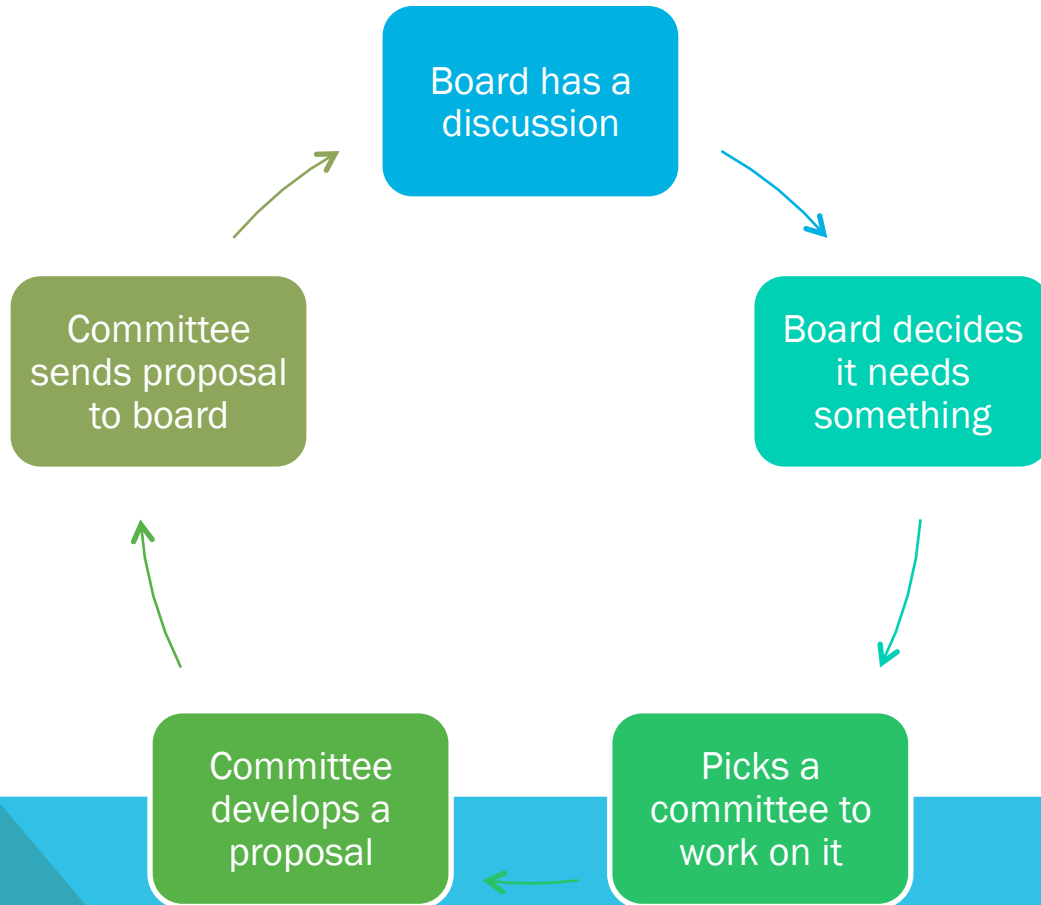 Board has a
discussion
Board decides
it needs
something
Picks a
committee to
work on it
Committee
develops a
proposal
Committee
sends proposal
to board